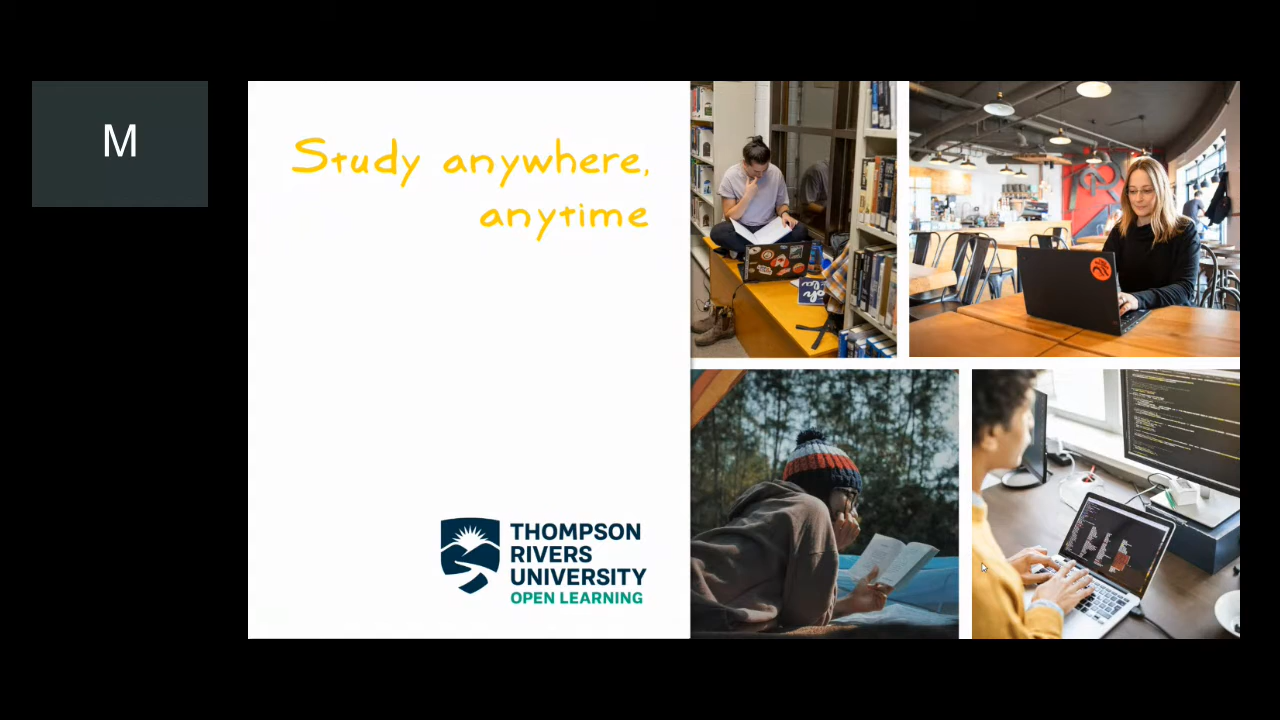 M
Study anywhere,
anytime
THOMPSON
RIVERS
UNIVERSITY
OPEN LEARNING